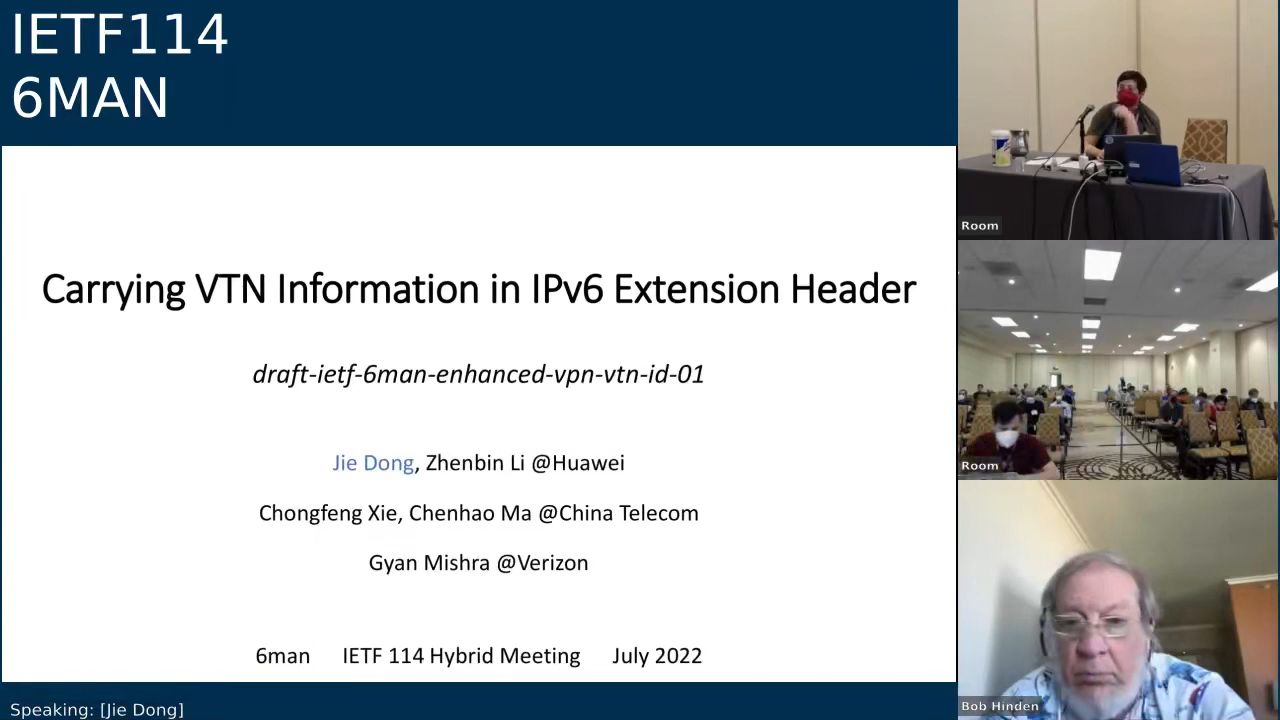 IETF114
6MAN
Carrying VTN Information in IPv6 Extension Header
draft-ietf-6man-enhanced-vpn-vtn-id-01
Jie Dong, Zhenbin Li @Huawei
Chongfeng Xie, Chenhao Ma @China Telecom
Gyan Mishra @Verizon
6man IETF 114 Hybrid Meeting July 2022
Speaking: [Jie Dong]
Room
Room
Bob Hinden